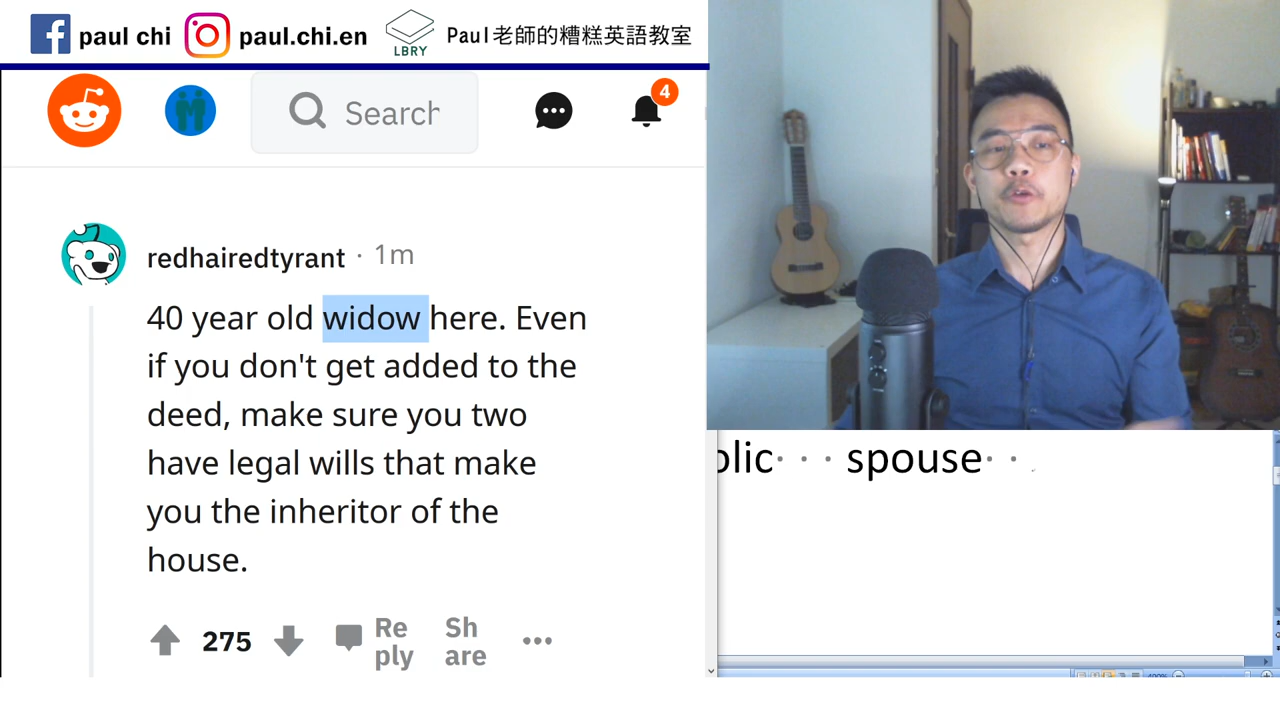 paul chi
paul.chi.en
LBRY
Paul老師的糟糕英語教室
Search
4
redhairedtyrant · 1m
40 year old widow here. Even
if you don't get added to the
deed, make sure you two
have legal wills that make
you the inheritor of the
house.
275
Re
ply
Sh
are
olic· · · spouse· ·
400%